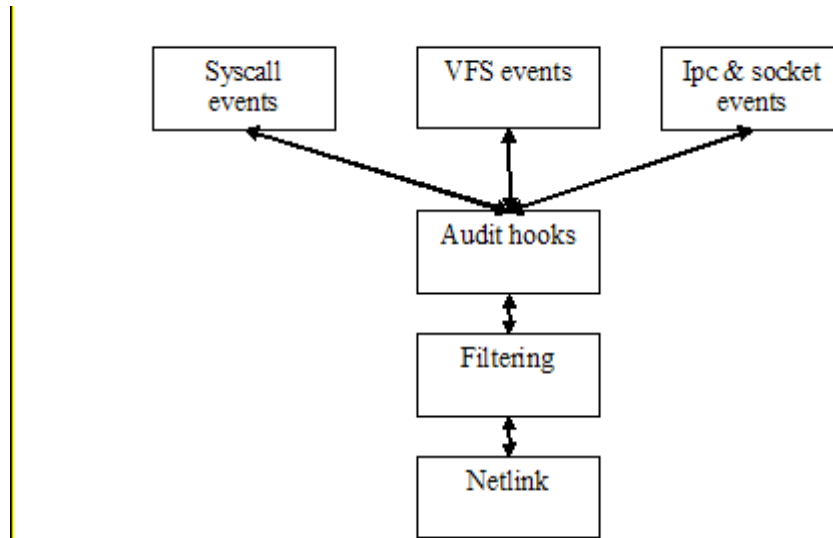 Syscall
events
VFS events
Ipc & socket
events
Audit hooks
Filtering
Netlink